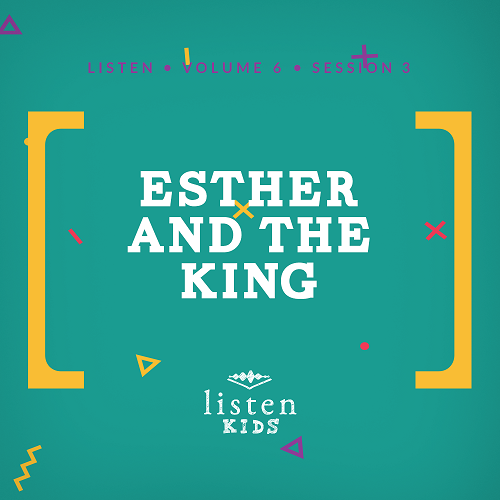 LISTEN • VOLUME 6 • SESSION 3
ESTHER
AND THE
KING
listen
KIDS